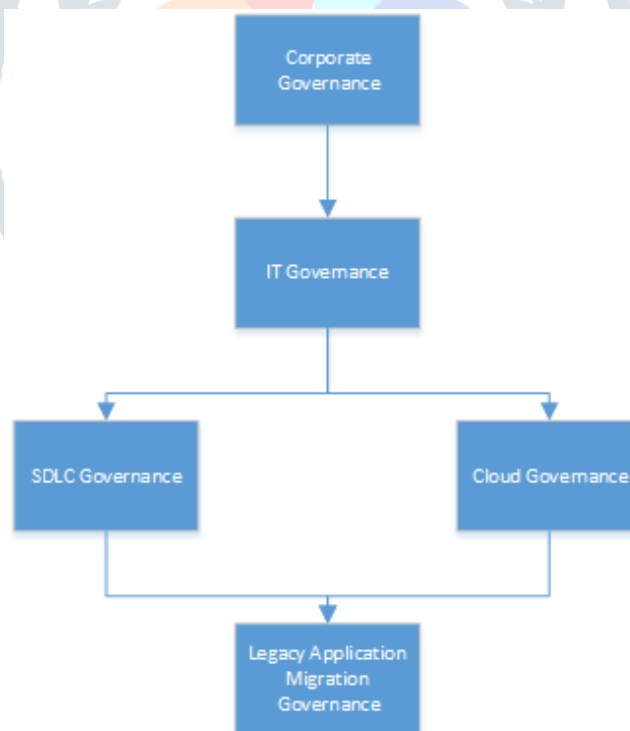 Corporate
Governance
IT Governance
SDLC Governance
Cloud Governance
Legacy Application
Migration
Governance